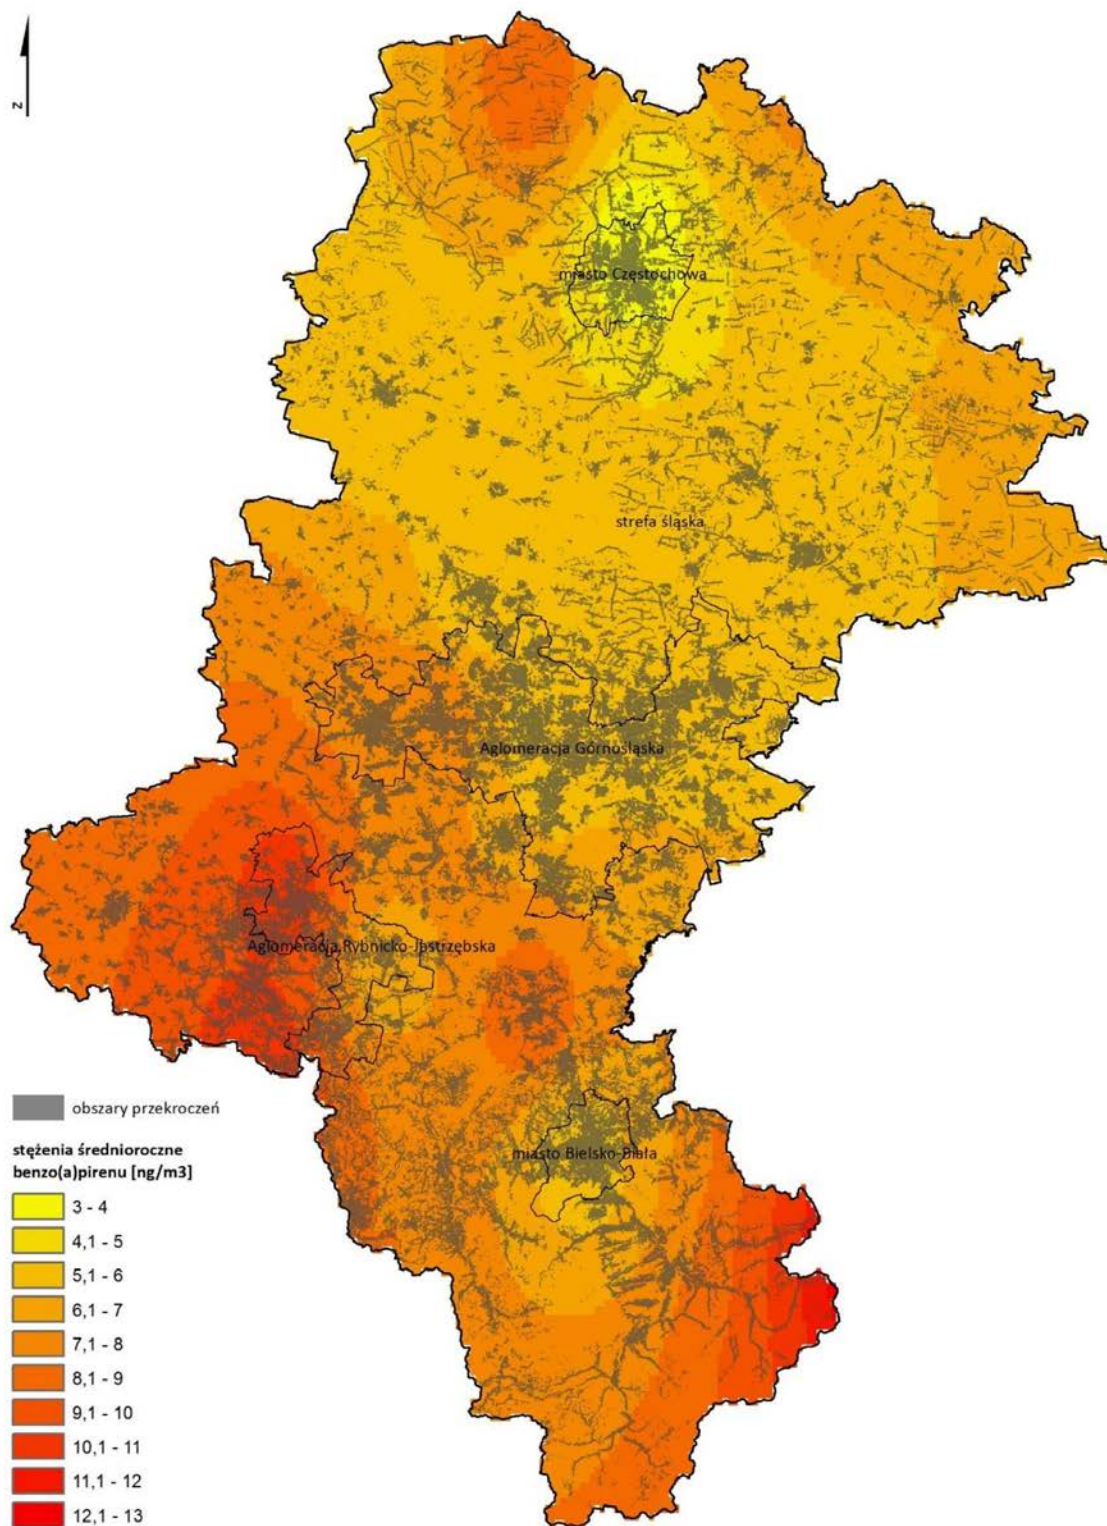 z
miasto Częstochowa
strefa śląska
Aglomeracja Górnośląska
Aglomeracja Rybnicko-Jastrzębska
miasto Bielsko-Biała
obszary przekroczeń
stężenia średnioroczne
benzo(a)pirenu [ng/m3]
3 - 4
4,1 - 5
5,1 - 6
6,1 - 7
7,1 - 8
8,1 - 9
9,1 - 10
10,1 - 11
11,1 - 12
12,1 - 13